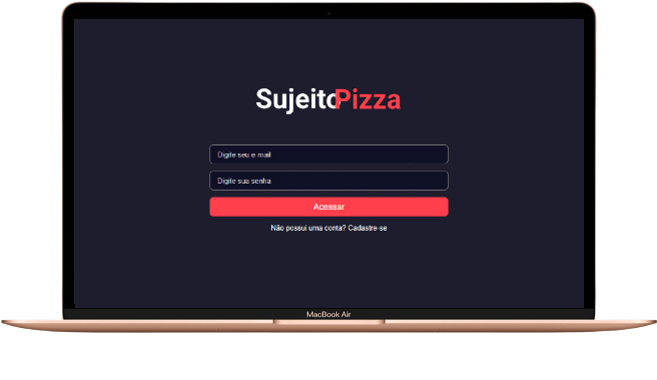 SujeitoPizza
Digite seu e-mail
Digite sua senha
Acessar
Não possui uma conta? Cadastre-se
MacBook Air